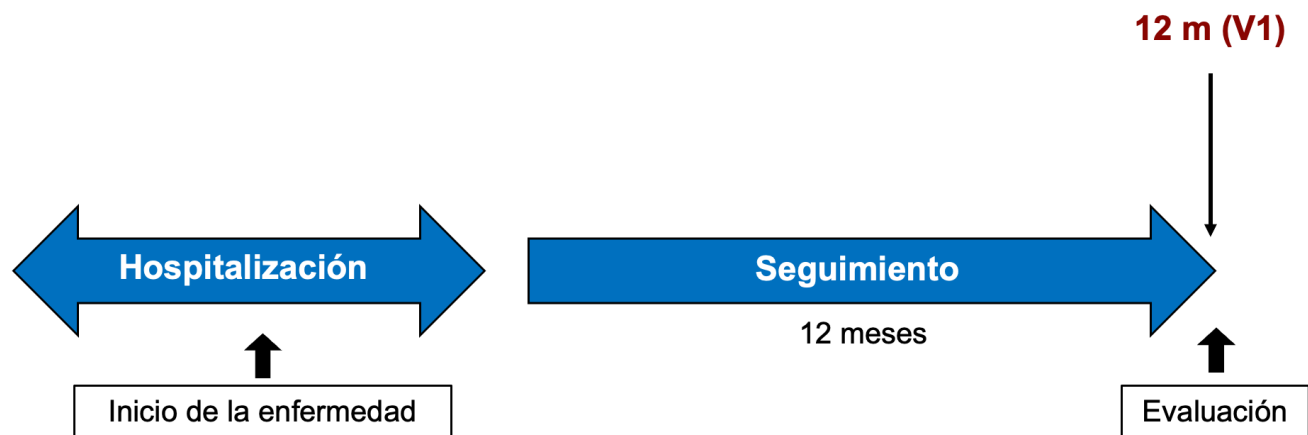 12 m (V1)
Hospitalización
Seguimiento
12 meses
Inicio de la enfermedad
Evaluación